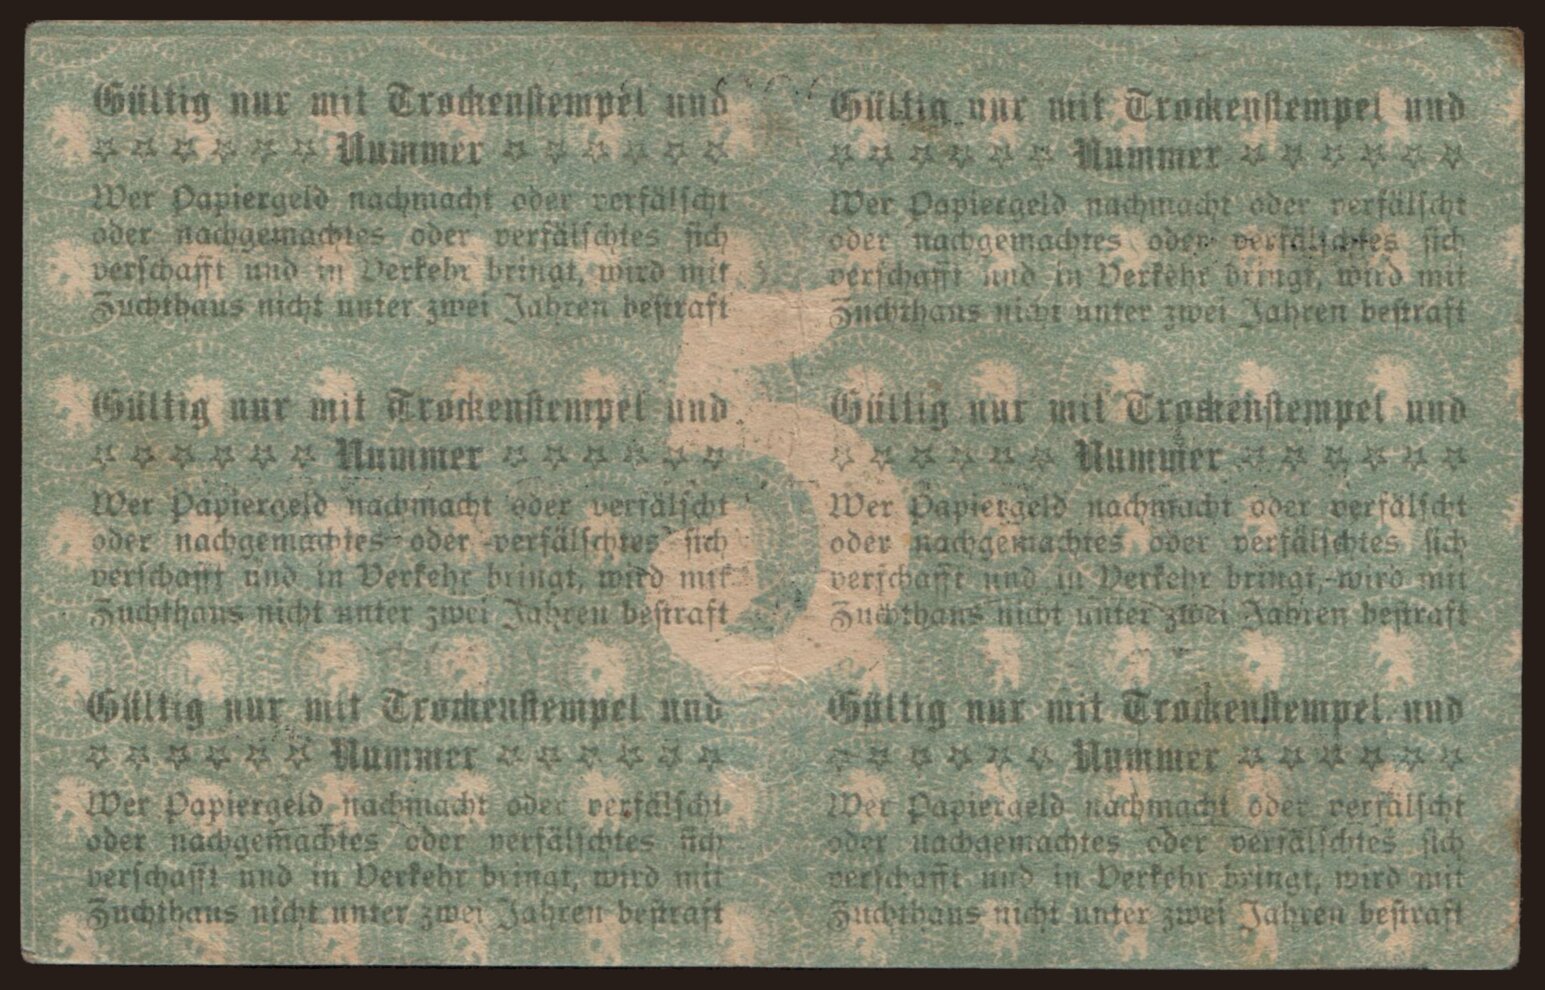 Gültig nur mit Trockenstempel und
☆☆☆☆☆☆ Nummer ☆☆☆☆☆☆
Wer Papiergeld nachmacht oder verfälscht
oder nachgemachtes oder verfälschtes sich
verschafft und in Verkehr bringt, wird mit
Zuchthaus nicht unter zwei Jahren bestraft
Gültig nur mit Trockenstempel und
☆☆☆☆☆☆ Nummer ☆☆☆☆☆☆
Wer Papiergeld nachmacht oder verfälscht
oder nachgemachtes oder verfälschtes sich
verschafft und in Verkehr bringt, wird mit
Zuchthaus nicht unter zwei Jahren bestraft
5
Gültig nur mit Trockenstempel und
☆☆☆☆☆☆ Nummer ☆☆☆☆☆☆
Wer Papiergeld nachmacht oder verfälscht
oder nachgemachtes oder verfälschtes sich
verschafft und in Verkehr bringt, wird mit
Zuchthaus nicht unter zwei Jahren bestraft
Gültig nur mit Trockenstempel und
☆☆☆☆☆☆ Nummer ☆☆☆☆☆☆
Wer Papiergeld nachmacht oder verfälscht
oder nachgemachtes oder verfälschtes sich
verschafft und in Verkehr bringt, wird mit
Zuchthaus nicht unter zwei Jahren bestraft
Gültig nur mit Trockenstempel und
☆☆☆☆☆☆ Nummer ☆☆☆☆☆☆
Wer Papiergeld nachmacht oder verfälscht
oder nachgemachtes oder verfälschtes sich
verschafft und in Verkehr bringt, wird mit
Zuchthaus nicht unter zwei Jahren bestraft
Gültig nur mit Trockenstempel und
☆☆☆☆☆☆ Nummer ☆☆☆☆☆☆
Wer Papiergeld nachmacht oder verfälscht
oder nachgemachtes oder verfälschtes sich
verschafft und in Verkehr bringt, wird mit
Zuchthaus nicht unter zwei Jahren bestraft